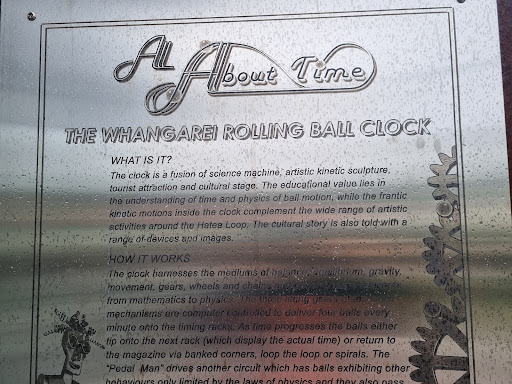 All About Time
THE WHANGAREI ROLLING BALL CLOCK
WHAT IS IT?
The clock is a fusion of science machine, artistic kinetic sculpture,
tourist attraction and cultural stage. The educational value lies in
the understanding of time and physics of ball motion, while the frantic
kinetic motions inside the clock complement the wide range of artistic
activities around the Hatea Loop. The cultural story is also told with a
range of devices and images.
HOW IT WORKS
The clock harnesses the mediums of balance, gravity,
movement, gears, wheels and chains
from mathematics to physics. The three
mechanisms are computer controlled to deliver four balls every
minute onto the timing racks. As time progresses the balls either
tip onto the next rack (which display the actual time) or return to
the magazine via banked corners, loop the loop or spirals. The
"Pedal Man" drives another circuit which has balls exhibiting other
behaviours only limited by the laws of physics and they also pass